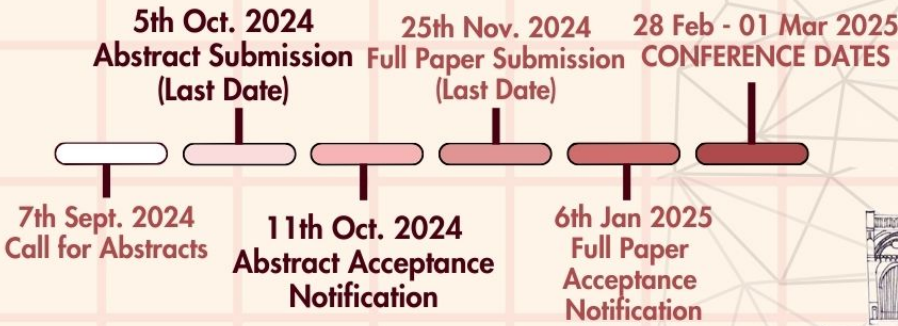 5th Oct. 2024
Abstract Submission
(Last Date)
25th Nov. 2024
Full Paper Submission
(Last Date)
28 Feb - 01 Mar 2025
CONFERENCE DATES
7th Sept. 2024
Call for Abstracts
11th Oct. 2024
Abstract Acceptance
Notification
6th Jan 2025
Full Paper
Acceptance
Notification